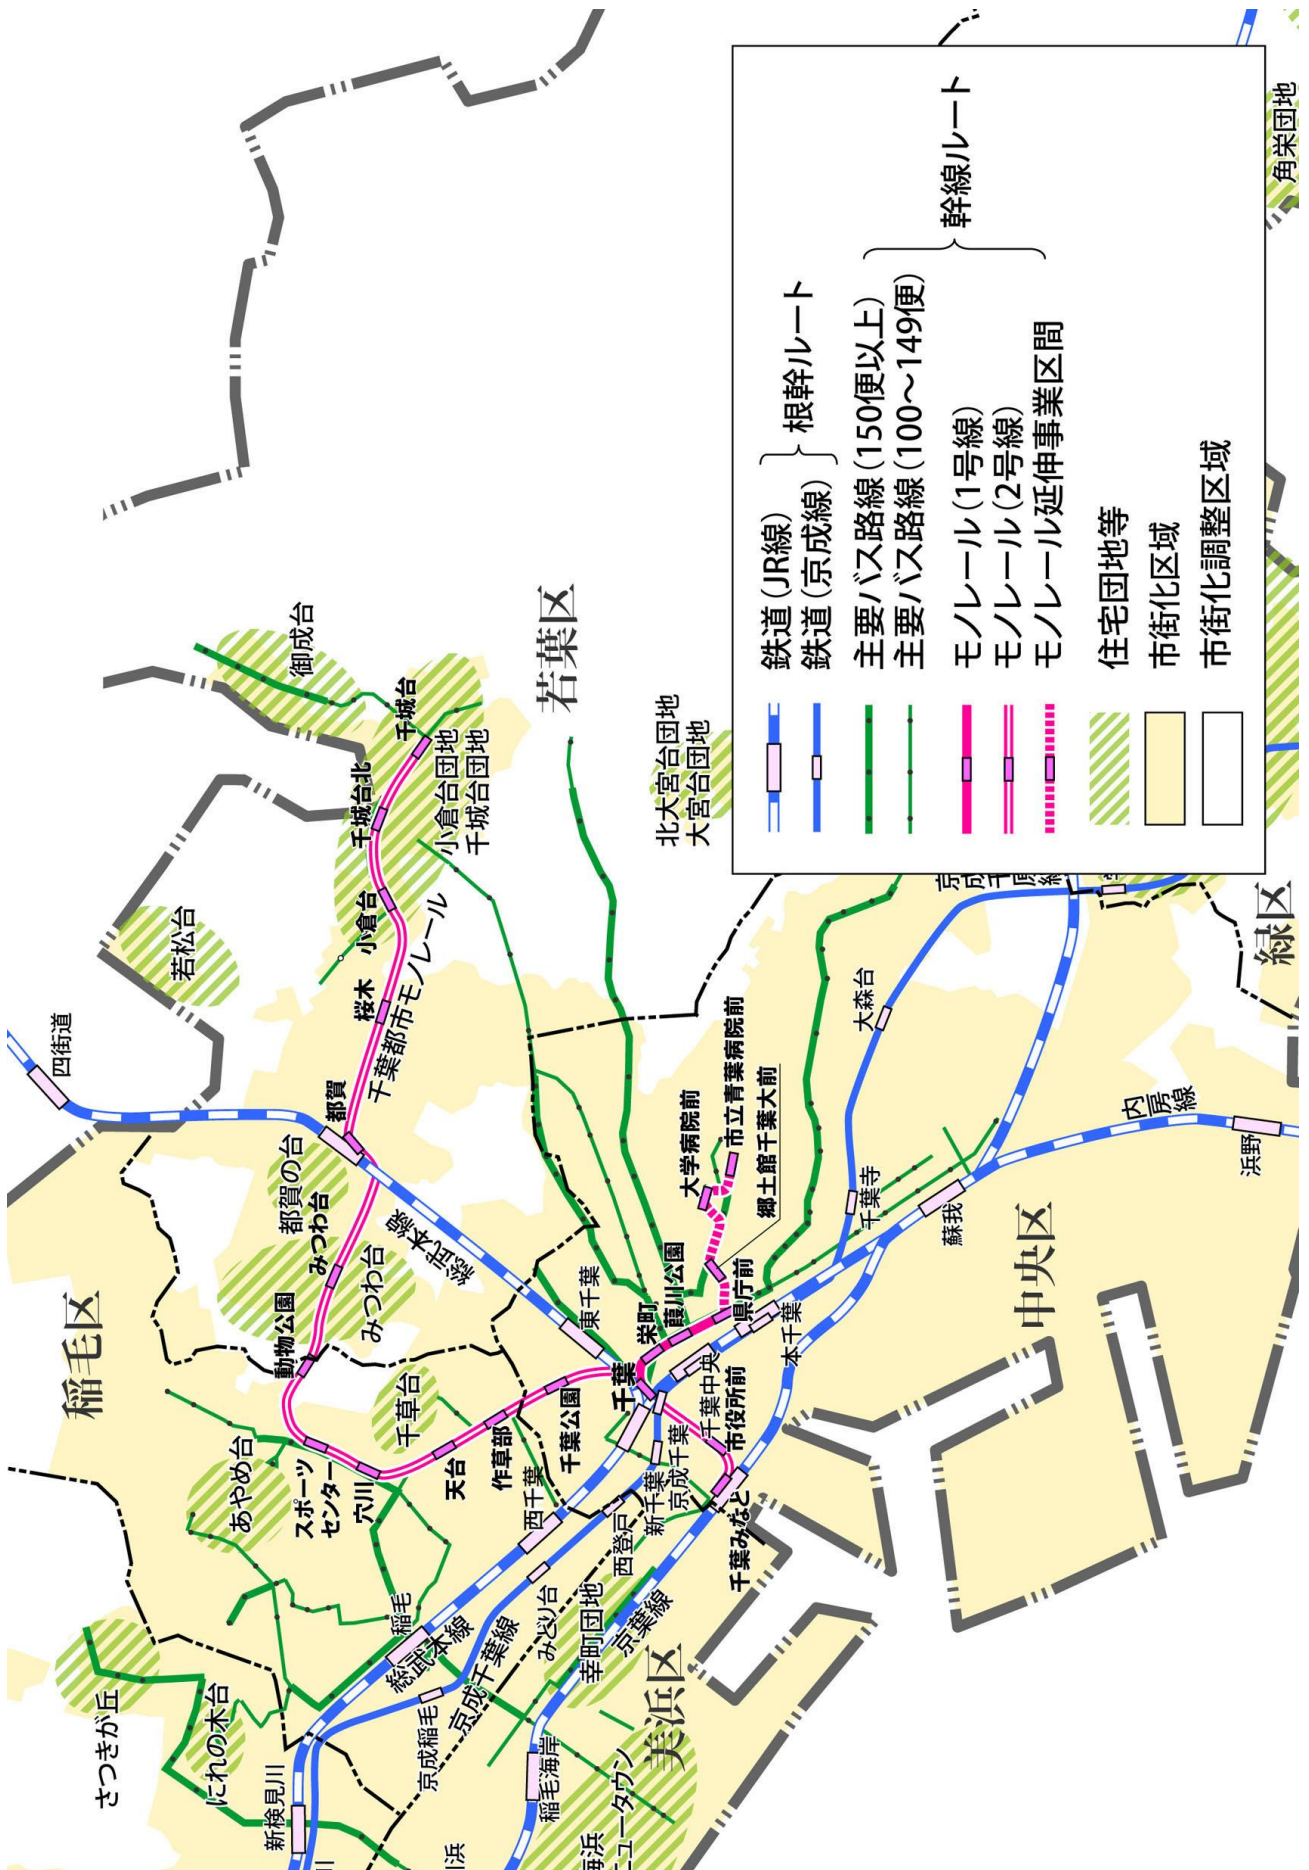 稲毛区
若葉区
中央区
美浜区
緑区
四街道
若松台
御成台
千城台
千城台北
小倉台団地
千城台団地
小倉台
桜木
千葉都市モノレール
都賀
都賀の台
みつわ台
みつわ台
動物公園
総武本線
あやめ台
スポーツ
センター
穴川
千草台
天台
作草部
千葉公園
西千葉
東千葉
千葉
栄町
葭川公園
県庁前
大学病院前
市立青葉病院前
郷土館千葉大前
北大宮台団地
大宮台団地
大森台
千葉寺
蘇我
内
房
線
浜野
本千葉
千葉中央
市役所前
京成千葉
新千葉
千葉みなと
西登戸
みどり台
幸町団地
京葉線
稲毛
総武本線
京成千葉線
京成稲毛
稲毛海岸
さつきが丘
にれの木台
新検見川
角栄団地
鉄道(JR線)
鉄道(京成線)
根幹ルート
主要バス路線(150便以上)
主要バス路線(100〜149便)
モノレール(1号線)
モノレール(2号線)
モノレール延伸事業区間
幹線ルート
住宅団地等
市街化区域
市街化調整区域